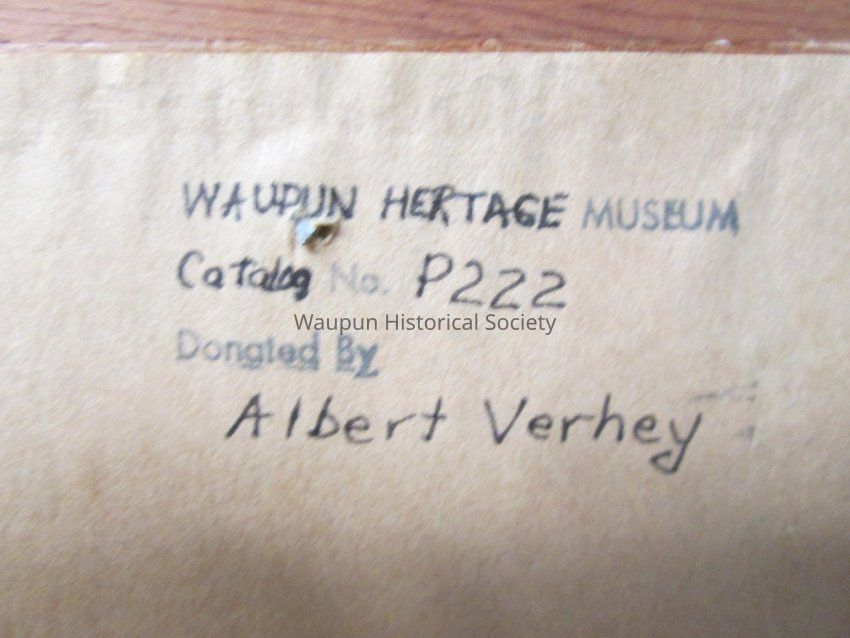 WAUPUN HERTAGE MUSEUM
Catalog No. P222
Waupun Historical Society
Donated By
Albert Verhey